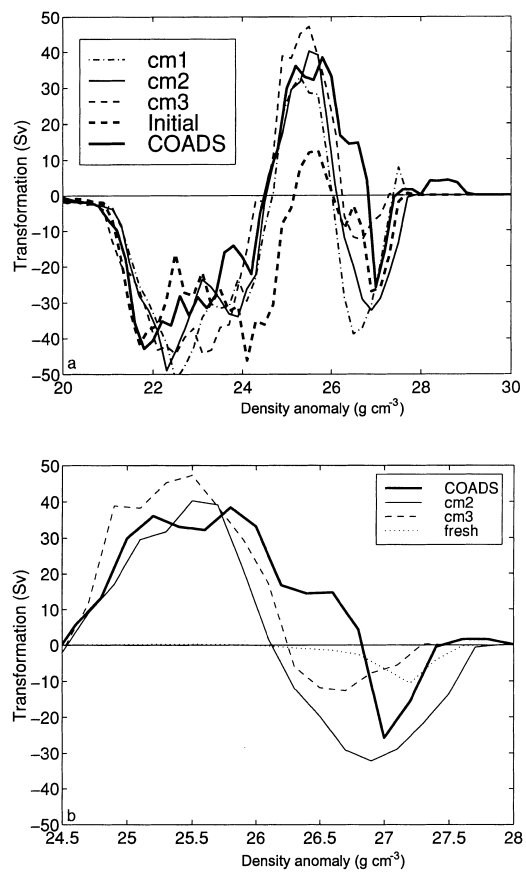 50
40
30
20
10
0
-10
-20
-30
-40
-50
Transformation (Sv)
cm1
cm2
cm3
Initial
COADS
a
20
22
24
26
28
30
Density anomaly (g cm-3)
50
40
30
20
10
0
-10
-20
-30
-40
-50
Transformation (Sv)
COADS
cm2
cm3
fresh
b
24.5
25
25.5
26
26.5
27
27.5
28
Density anomaly (g cm-3)